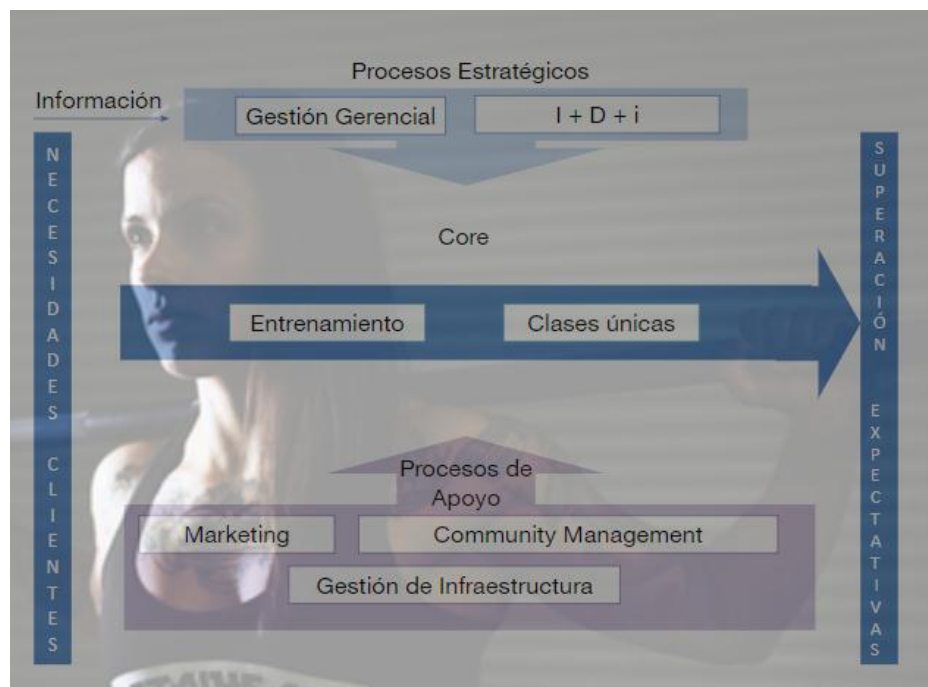 Procesos Estratégicos
Información
Gestión Gerencial
I + D + i
NECESIDADES CLIENTES
Core
Entrenamiento
Clases únicas
SUPERACIÓN EXPECTATIVAS
Procesos de
Apoyo
Marketing
Community Management
Gestión de Infraestructura